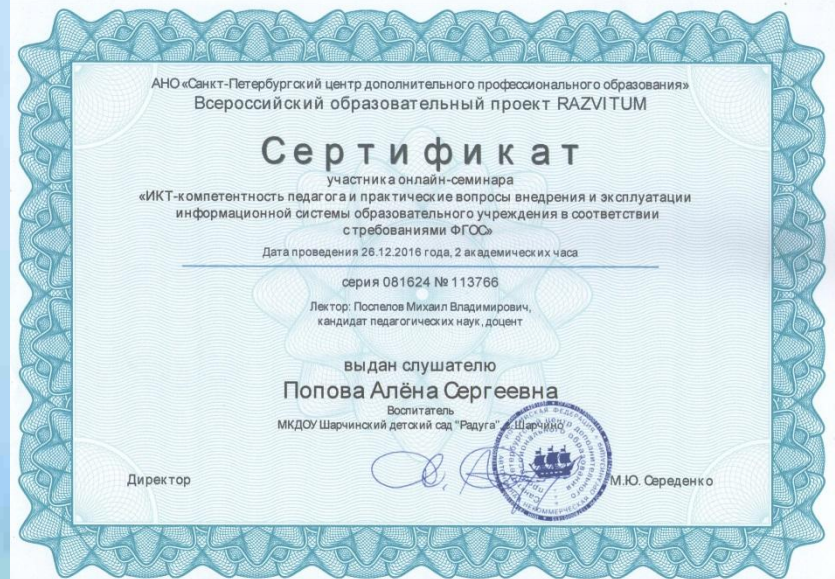 АНО «Санкт-Петербургский центр дополнительного профессионального образования»
Всероссийский образовательный проект RAZVITUM
Сертификат
участника онлайн-семинара
«ИКТ-компетентность педагога и практические вопросы внедрения и эксплуатации
информационной системы образовательного учреждения в соответствии
с требованиями ФГОС»
Дата проведения 26.12.2016 года, 2 академических часа
серия 081624 № 113766
Лектор: Поспелов Михаил Владимирович,
кандидат педагогических наук, доцент
выдан слушателю
Попова Алёна Сергеевна
Воспитатель
МКДОУ Шарчинский детский сад "Радуга" Шарчино
Директор
М.Ю. Середенко